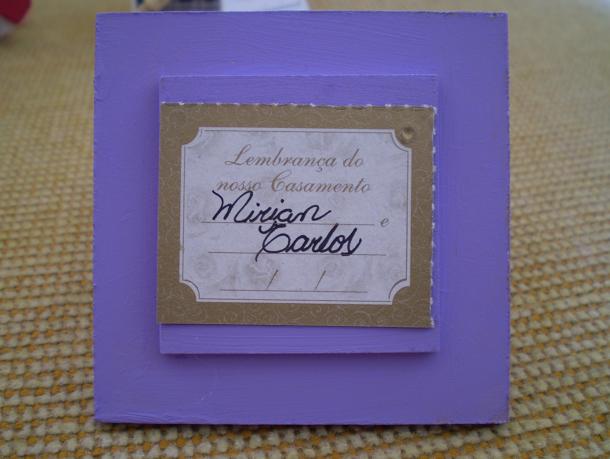 Lembrança do
nosso Casamento
Mirian e
Carlos
/ /